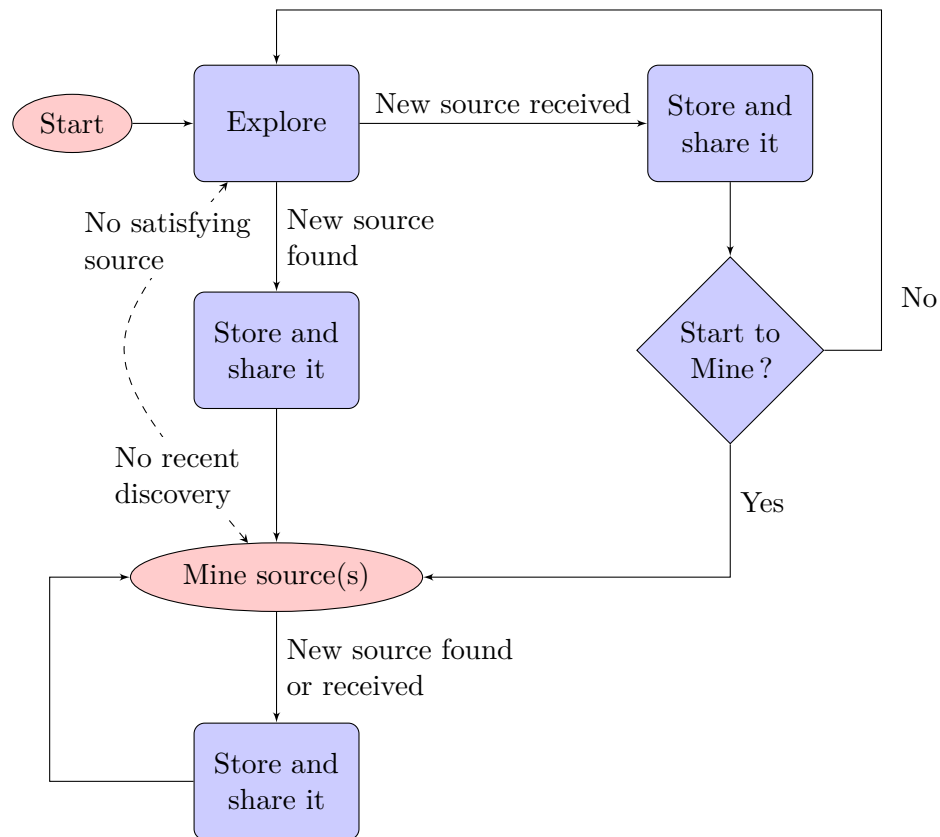 Start
Explore
New source received
Store and
share it
No satisfying
source
New source
found
Store and
share it
Start to
Mine ?
No
No recent
discovery
Yes
Mine source(s)
New source found
or received
Store and
share it